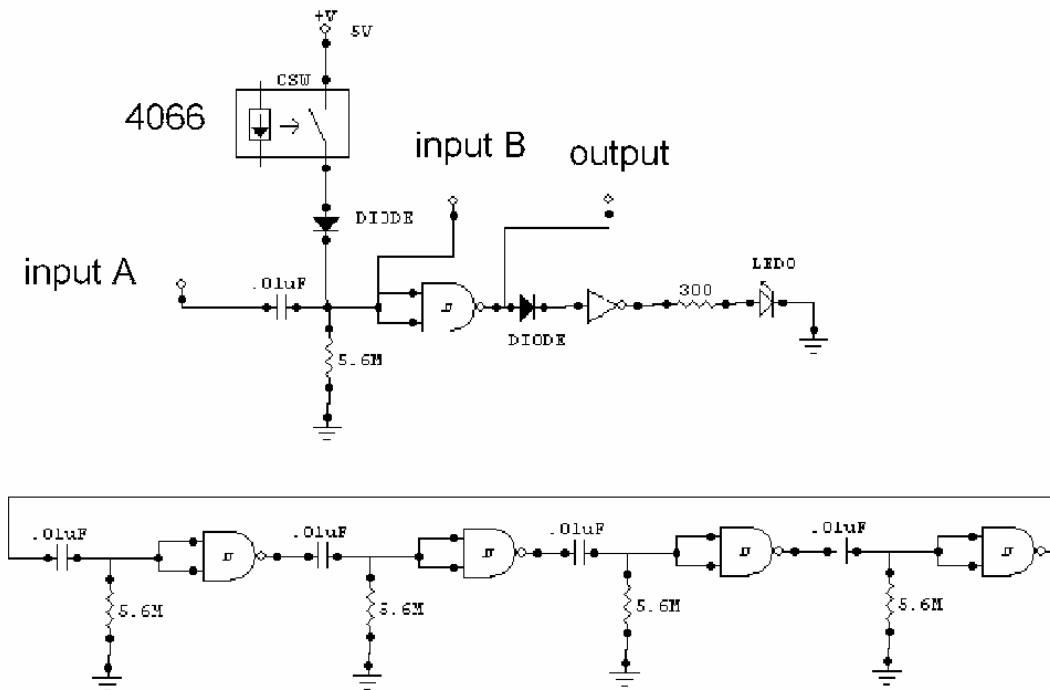 +V
5V
CSW
4066
input B
output
DIODE
input A
.01uF
LED0
300
DIODE
5.6M
.01uF
.01uF
.01uF
.01uF
5.6M
5.6M
5.6M
5.6M